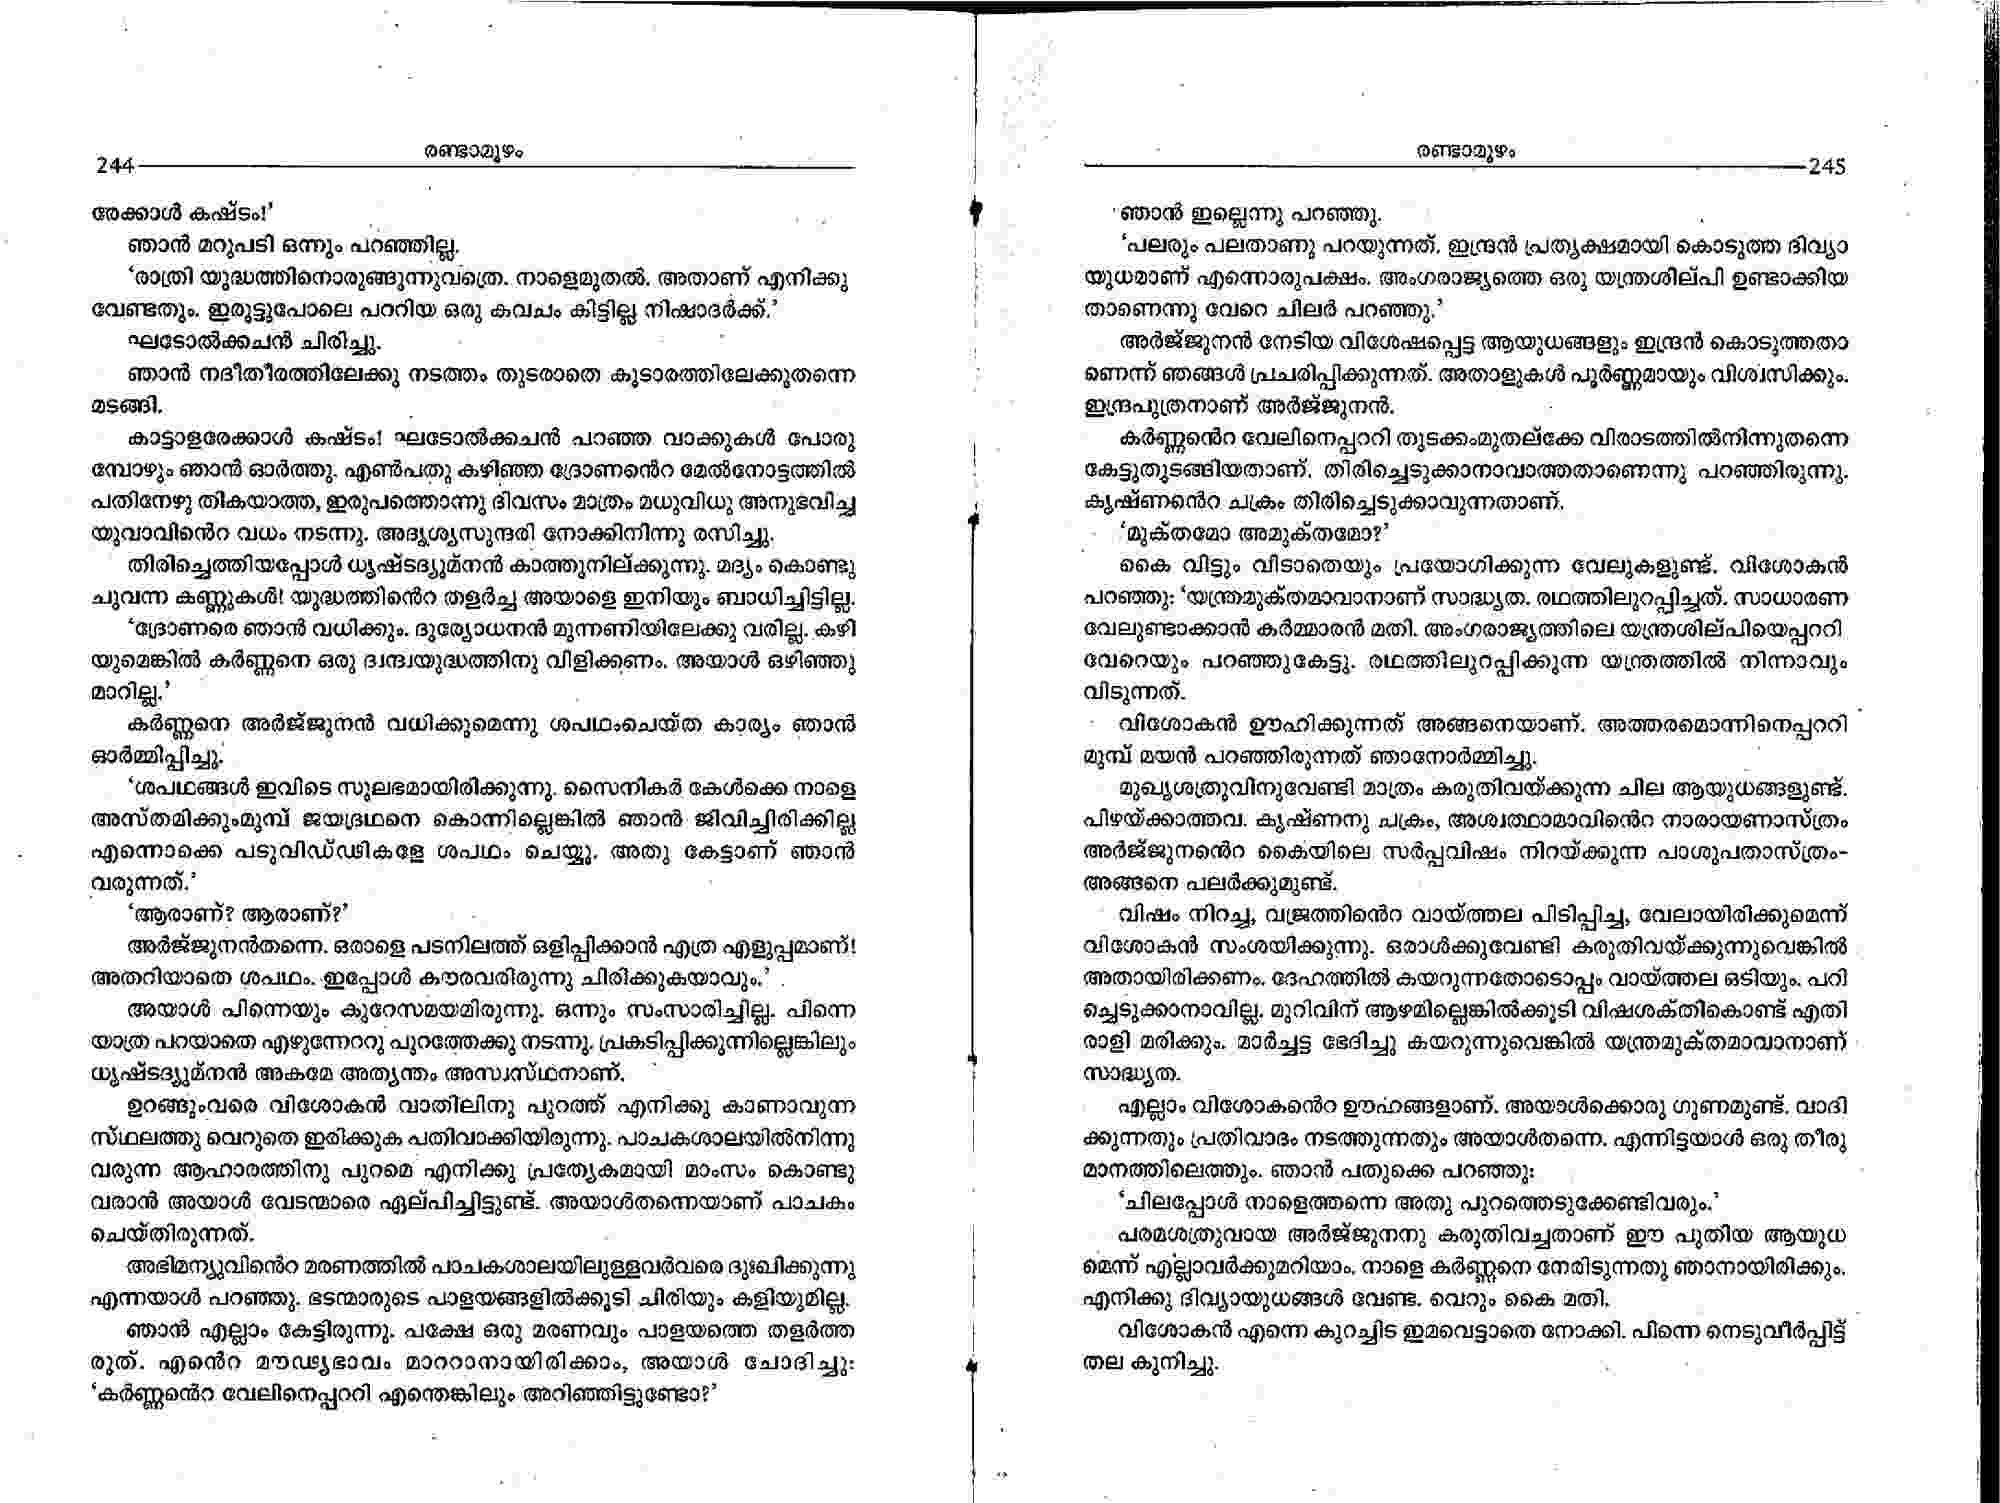 രണ്ടാമൂഴം
244
രേക്കാൾ കഷ്ടം!’
ഞാൻ മറുപടി ഒന്നും പറഞ്ഞില്ല.
‘രാത്രി യുദ്ധത്തിനൊരുങ്ങുന്നുവത്രെ. നാളെമുതൽ. അതാണ് എനിക്കു
വേണ്ടതും. ഇരുട്ടുപോലെ പററിയ ഒരു കവചം കിട്ടില്ല നിഷാദർക്ക്.’
ഘടോൽക്കചൻ ചിരിച്ചു.
ഞാൻ നദീതീരത്തിലേക്കു നടത്തം തുടരാതെ കൂടാരത്തിലേക്കുതന്നെ
മടങ്ങി.
കാട്ടാളരേക്കാൾ കഷ്ടം! ഘടോൽക്കചൻ പറഞ്ഞ വാക്കുകൾ പോരു
മ്പോഴും ഞാൻ ഓർത്തു. എൺപതു കഴിഞ്ഞ ദ്രോണന്റെ മേൽനോട്ടത്തിൽ
പതിനേഴു തികയാത്ത, ഇരുപത്തൊന്നു ദിവസം മാത്രം മധുവിധു അനുഭവിച്ച
യുവാവിന്റെ വധം നടന്നു. അദൃശ്യസുന്ദരി നോക്കിനിന്നു രസിച്ചു.
തിരിച്ചെത്തിയപ്പോൾ ധൃഷ്ടദ്യുമ്നൻ കാത്തുനില്ക്കുന്നു. മദ്യം കൊണ്ടു
ചുവന്ന കണ്ണുകൾ! യുദ്ധത്തിന്റെ തളർച്ച അയാളെ ഇനിയും ബാധിച്ചിട്ടില്ല.
‘ദ്രോണരെ ഞാൻ വധിക്കും. ദുര്യോധനൻ മുന്നണിയിലേക്കു വരില്ല. കഴി
യുമെങ്കിൽ കർണ്ണനെ ഒരു ദ്വന്ദ്വയുദ്ധത്തിനു വിളിക്കണം. അയാൾ ഒഴിഞ്ഞു
മാറില്ല.’
കർണ്ണനെ അർജ്ജുനൻ വധിക്കുമെന്നു ശപഥംചെയ്ത കാര്യം ഞാൻ
ഓർമ്മിപ്പിച്ചു.
‘ശപഥങ്ങൾ ഇവിടെ സുലഭമായിരിക്കുന്നു. സൈനികർ കേൾക്കെ നാളെ
അസ്തമിക്കുംമുമ്പ് ജയദ്രഥനെ കൊന്നില്ലെങ്കിൽ ഞാൻ ജീവിച്ചിരിക്കില്ല
എന്നൊക്കെ പടുവിഡ്ഢികളേ ശപഥം ചെയ്യൂ. അതു കേട്ടാണ് ഞാൻ
വരുന്നത്.’
‘ആരാണ്? ആരാണ്?’
അർജ്ജുനൻതന്നെ. ഒരാളെ പടനിലത്ത് ഒളിപ്പിക്കാൻ എത്ര എളുപ്പമാണ്!
അതറിയാതെ ശപഥം. ഇപ്പോൾ കൗരവരിരുന്നു ചിരിക്കുകയാവും.’
അയാൾ പിന്നെയും കുറേസമയമിരുന്നു. ഒന്നും സംസാരിച്ചില്ല. പിന്നെ
യാത്ര പറയാതെ എഴുന്നേററു പുറത്തേക്കു നടന്നു. പ്രകടിപ്പിക്കുന്നില്ലെങ്കിലും
ധൃഷ്ടദ്യുമ്നൻ അകമേ അത്യന്തം അസ്വസ്ഥനാണ്.
ഉറങ്ങുംവരെ വിശോകൻ വാതിലിനു പുറത്ത് എനിക്കു കാണാവുന്ന
സ്ഥലത്തു വെറുതെ ഇരിക്കുക പതിവാക്കിയിരുന്നു. പാചകശാലയിൽനിന്നു
വരുന്ന ആഹാരത്തിനു പുറമെ എനിക്കു പ്രത്യേകമായി മാംസം കൊണ്ടു
വരാൻ അയാൾ വേടന്മാരെ ഏല്പിച്ചിട്ടുണ്ട്. അയാൾതന്നെയാണ് പാചകം
ചെയ്തിരുന്നത്.
അഭിമന്യുവിന്റെ മരണത്തിൽ പാചകശാലയിലുള്ളവർവരെ ദുഃഖിക്കുന്നു
എന്നയാൾ പറഞ്ഞു. ഭടന്മാരുടെ പാളയങ്ങളിൽക്കൂടി ചിരിയും കളിയുമില്ല.
ഞാൻ എല്ലാം കേട്ടിരുന്നു. പക്ഷേ ഒരു മരണവും പാളയത്തെ തളർത്ത
രുത്. എന്റെ മൗഢ്യഭാവം മാററാനായിരിക്കാം, അയാൾ ചോദിച്ചു:
‘കർണ്ണന്റെ വേലിനെപ്പററി എന്തെങ്കിലും അറിഞ്ഞിട്ടുണ്ടോ?’
രണ്ടാമൂഴം
245
ഞാൻ ഇല്ലെന്നു പറഞ്ഞു.
‘പലരും പലതാണു പറയുന്നത്. ഇന്ദ്രൻ പ്രത്യക്ഷമായി കൊടുത്ത ദിവ്യാ
യുധമാണ് എന്നൊരുപക്ഷം. അംഗരാജ്യത്തെ ഒരു യന്ത്രശില്പി ഉണ്ടാക്കിയ
താണെന്നു വേറെ ചിലർ പറഞ്ഞു.’
അർജ്ജുനൻ നേടിയ വിശേഷപ്പെട്ട ആയുധങ്ങളും ഇന്ദ്രൻ കൊടുത്തതാ
ണെന്ന് ഞങ്ങൾ പ്രചരിപ്പിക്കുന്നത്. അതാളുകൾ പൂർണ്ണമായും വിശ്വസിക്കും.
ഇന്ദ്രപുത്രനാണ് അർജ്ജുനൻ.
കർണ്ണന്റെ വേലിനെപ്പററി തുടക്കംമുതല്ക്കേ വിരാടത്തിൽനിന്നുതന്നെ
കേട്ടുതുടങ്ങിയതാണ്. തിരിച്ചെടുക്കാനാവാത്തതാണെന്നു പറഞ്ഞിരുന്നു.
കൃഷ്ണന്റെ ചക്രം തിരിച്ചെടുക്കാവുന്നതാണ്.
‘മുക്തമോ അമുക്തമോ?’
കൈ വിട്ടും വിടാതെയും പ്രയോഗിക്കുന്ന വേലുകളുണ്ട്. വിശോകൻ
പറഞ്ഞു: ‘യന്ത്രമുക്തമാവാനാണ് സാദ്ധ്യത. രഥത്തിലുറപ്പിച്ചത്. സാധാരണ
വേലുണ്ടാക്കാൻ കർമ്മാരൻ മതി. അംഗരാജ്യത്തിലെ യന്ത്രശില്പിയെപ്പററി
വേറെയും പറഞ്ഞുകേട്ടു. രഥത്തിലുറപ്പിക്കുന്ന യന്ത്രത്തിൽ നിന്നാവും
വിടുന്നത്.
വിശോകൻ ഊഹിക്കുന്നത് അങ്ങനെയാണ്. അത്തരമൊന്നിനെപ്പററി
മുമ്പ് മയൻ പറഞ്ഞിരുന്നത് ഞാനോർമ്മിച്ചു.
മുഖ്യശത്രുവിനുവേണ്ടി മാത്രം കരുതിവയ്ക്കുന്ന ചില ആയുധങ്ങളുണ്ട്.
പിഴയ്ക്കാത്തവ. കൃഷ്ണനു ചക്രം, അശ്വത്ഥാമാവിന്റെ നാരായണാസ്ത്രം
അർജ്ജുനന്റെ കൈയിലെ സർപ്പവിഷം നിറയ്ക്കുന്ന പാശുപതാസ്ത്രം-
അങ്ങനെ പലർക്കുമുണ്ട്.
വിഷം നിറച്ച, വജ്രത്തിന്റെ വായ്ത്തല പിടിപ്പിച്ച, വേലായിരിക്കുമെന്ന്
വിശോകൻ സംശയിക്കുന്നു. ഒരാൾക്കുവേണ്ടി കരുതിവയ്ക്കുന്നുവെങ്കിൽ
അതായിരിക്കണം. ദേഹത്തിൽ കയറുന്നതോടൊപ്പം വായ്ത്തല ഒടിയും. പറി
ച്ചെടുക്കാനാവില്ല. മുറിവിന് ആഴമില്ലെങ്കിൽക്കൂടി വിഷശക്തികൊണ്ട് എതി
രാളി മരിക്കും. മാർച്ചട്ട ഭേദിച്ചു കയറുന്നുവെങ്കിൽ യന്ത്രമുക്തമാവാനാണ്
സാദ്ധ്യത.
എല്ലാം വിശോകന്റെ ഊഹങ്ങളാണ്. അയാൾക്കൊരു ഗുണമുണ്ട്. വാദി
ക്കുന്നതും പ്രതിവാദം നടത്തുന്നതും അയാൾതന്നെ. എന്നിട്ടയാൾ ഒരു തീരു
മാനത്തിലെത്തും. ഞാൻ പതുക്കെ പറഞ്ഞു:
‘ചിലപ്പോൾ നാളെത്തന്നെ അതു പുറത്തെടുക്കേണ്ടിവരും.’
പരമശത്രുവായ അർജ്ജുനനു കരുതിവച്ചതാണ് ഈ പുതിയ ആയുധ
മെന്ന് എല്ലാവർക്കുമറിയാം. നാളെ കർണ്ണനെ നേരിടുന്നതു ഞാനായിരിക്കും.
എനിക്കു ദിവ്യായുധങ്ങൾ വേണ്ട. വെറും കൈ മതി.
വിശോകൻ എന്നെ കുറച്ചിട ഇമവെട്ടാതെ നോക്കി. പിന്നെ നെടുവീർപ്പിട്ട്
തല കുനിച്ചു.